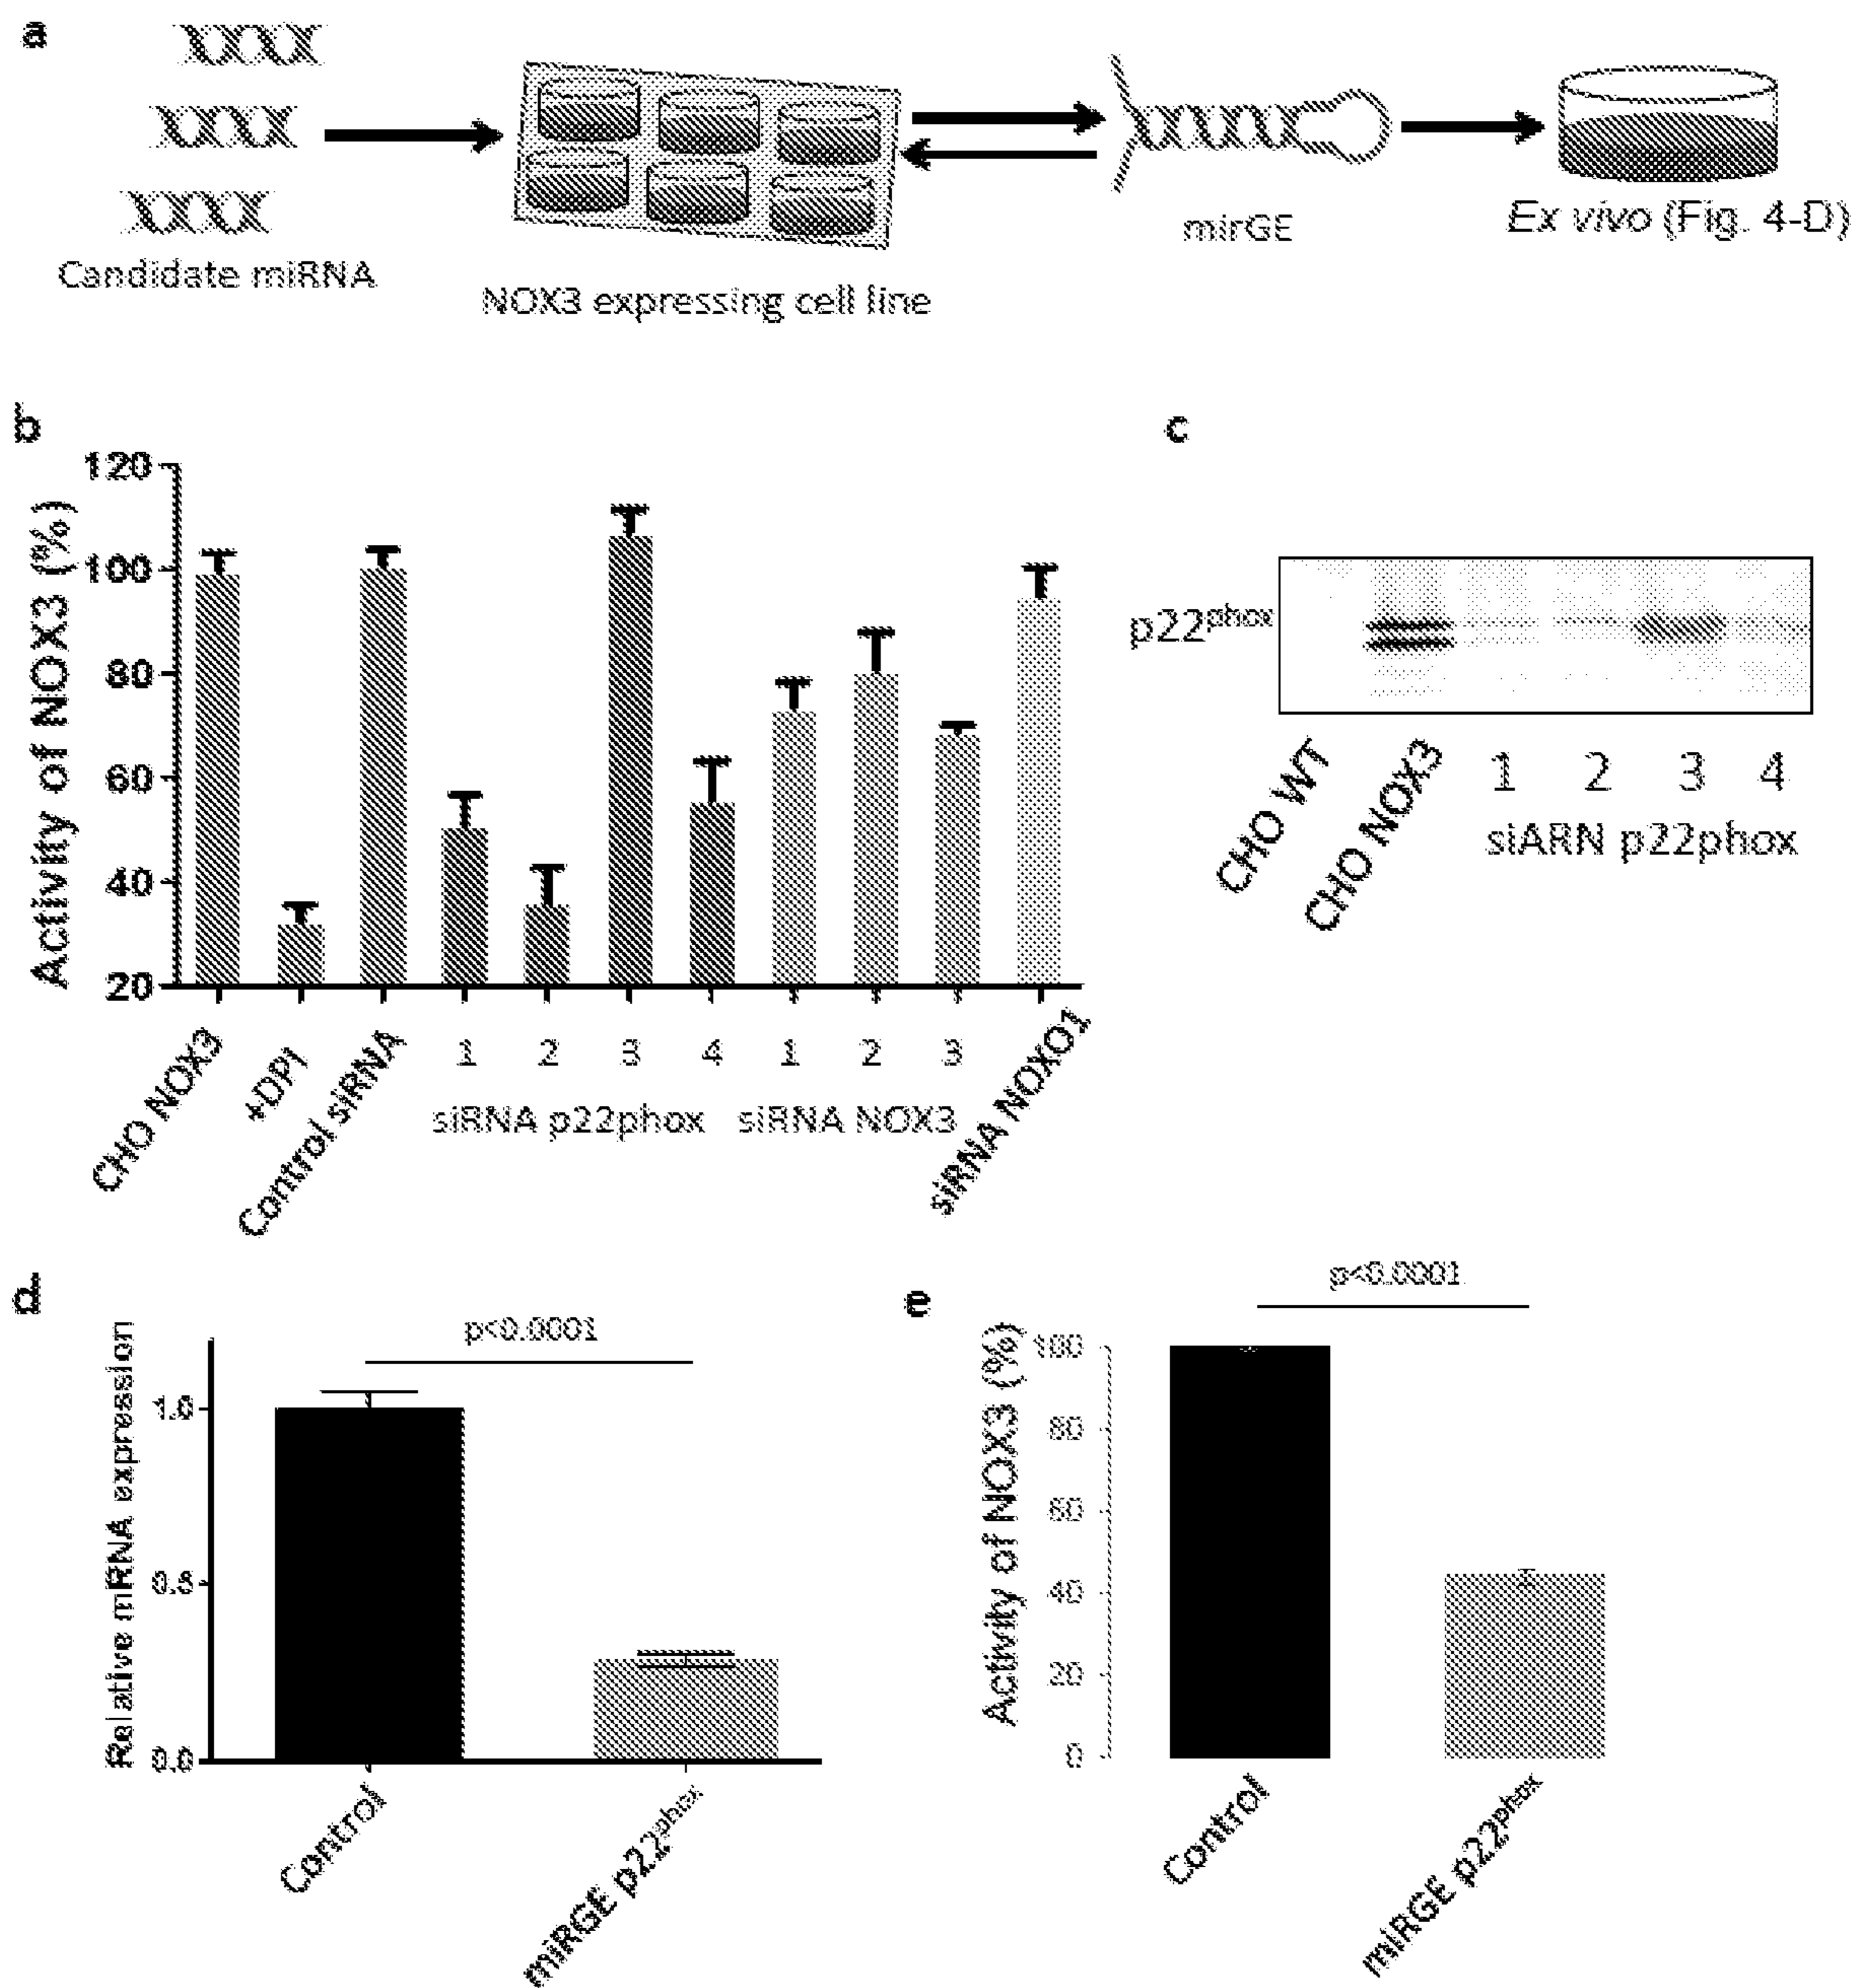 a
Candidate miRNA
NOX3 expressing cell line
mirGE
Ex vivo (Fig. 4-D)
b
Activity of NOX3 (%)
120
100
80
60
40
20
CHO NOX3
+DPI
Control siRNA
1 2 3 4 1 2 3
siRNA p22phox siRNA NOX3
siRNA NOXO1
c
p22phox
CHO WT
CHO NOX3
1 2 3 4
siARN p22phox
d
p<0.0001
Relative mRNA expression
1.0
0.5
0.0
Control
miRGE p22phox
e
p<0.0001
Activity of NOX3 (%)
100
80
60
40
20
0
Control
miRGE p22phox